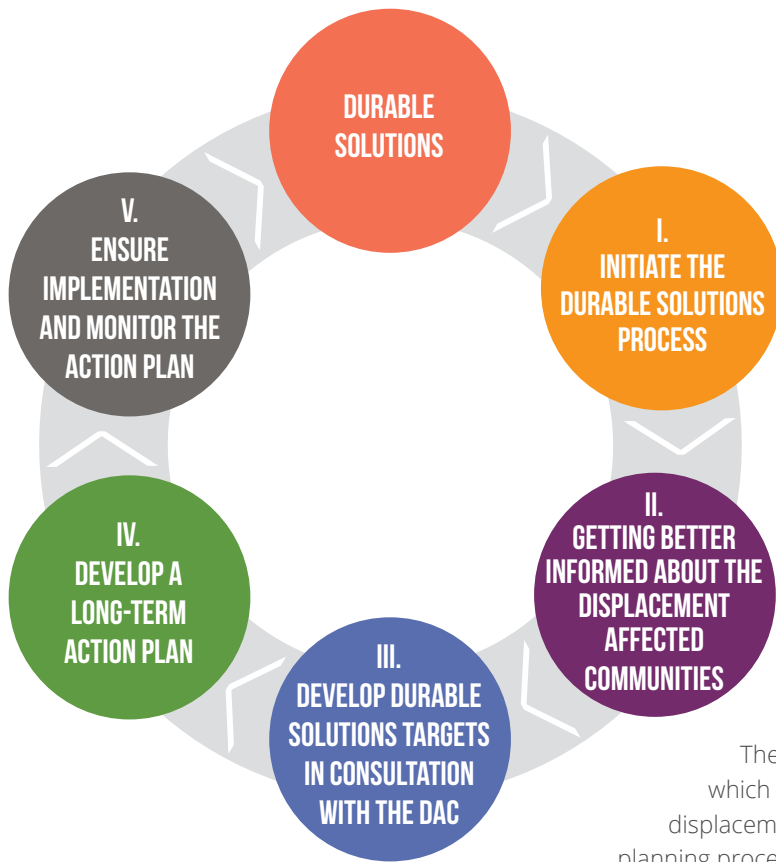 DURABLE
SOLUTIONS
I.
INITIATE THE
DURABLE SOLUTIONS
PROCESS
II.
GETTING BETTER
INFORMED ABOUT THE
DISPLACEMENT
AFFECTED
COMMUNITIES
III.
DEVELOP DURABLE
SOLUTIONS TARGETS
IN CONSULTATION
WITH THE DAC
IV.
DEVELOP A
LONG-TERM
ACTION PLAN
V.
ENSURE
IMPLEMENTATION
AND MONITOR THE
ACTION PLAN
The
which
displacem
planning proce